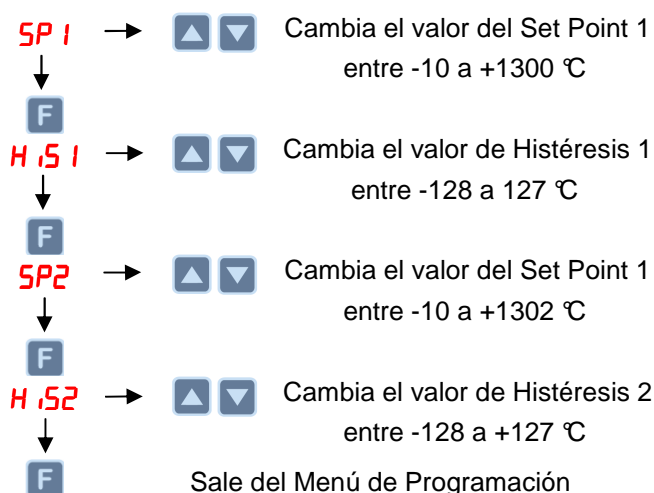 SP1 Cambia el valor del Set Point 1
entre -10 a +1300 °C
F
HiS1 Cambia el valor de Histéresis 1
entre -128 a 127 °C
F
SP2 Cambia el valor del Set Point 1
entre -10 a +1302 °C
F
HiS2 Cambia el valor de Histéresis 2
entre -128 a +127 °C
F Sale del Menú de Programación